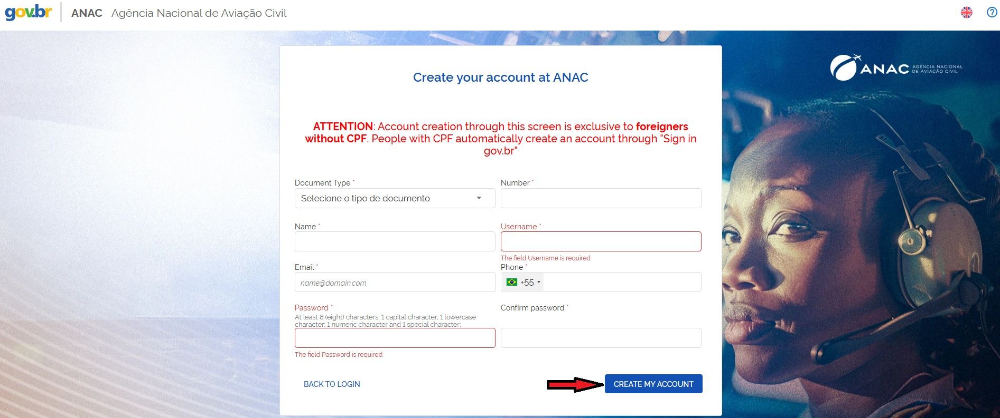 gov.br ANAC Agência Nacional de Aviação Civil
ANAC AGÊNCIA NACIONAL
DE AVIAÇÃO CIVIL
Create your account at ANAC
ATTENTION: Account creation through this screen is exclusive to foreigners
without CPF. People with CPF automatically create an account through "Sign in
gov.br"
Document Type * Number *
Selecione o tipo de documento
Name * Username *
The field Username is required
Email * Phone *
name@domain.com +55
Password * Confirm password *
At least 8 (eight) characters; 1 capital character; 1 lowercase
character; 1 numeric character and 1 special character;
The field Password is required
BACK TO LOGIN CREATE MY ACCOUNT